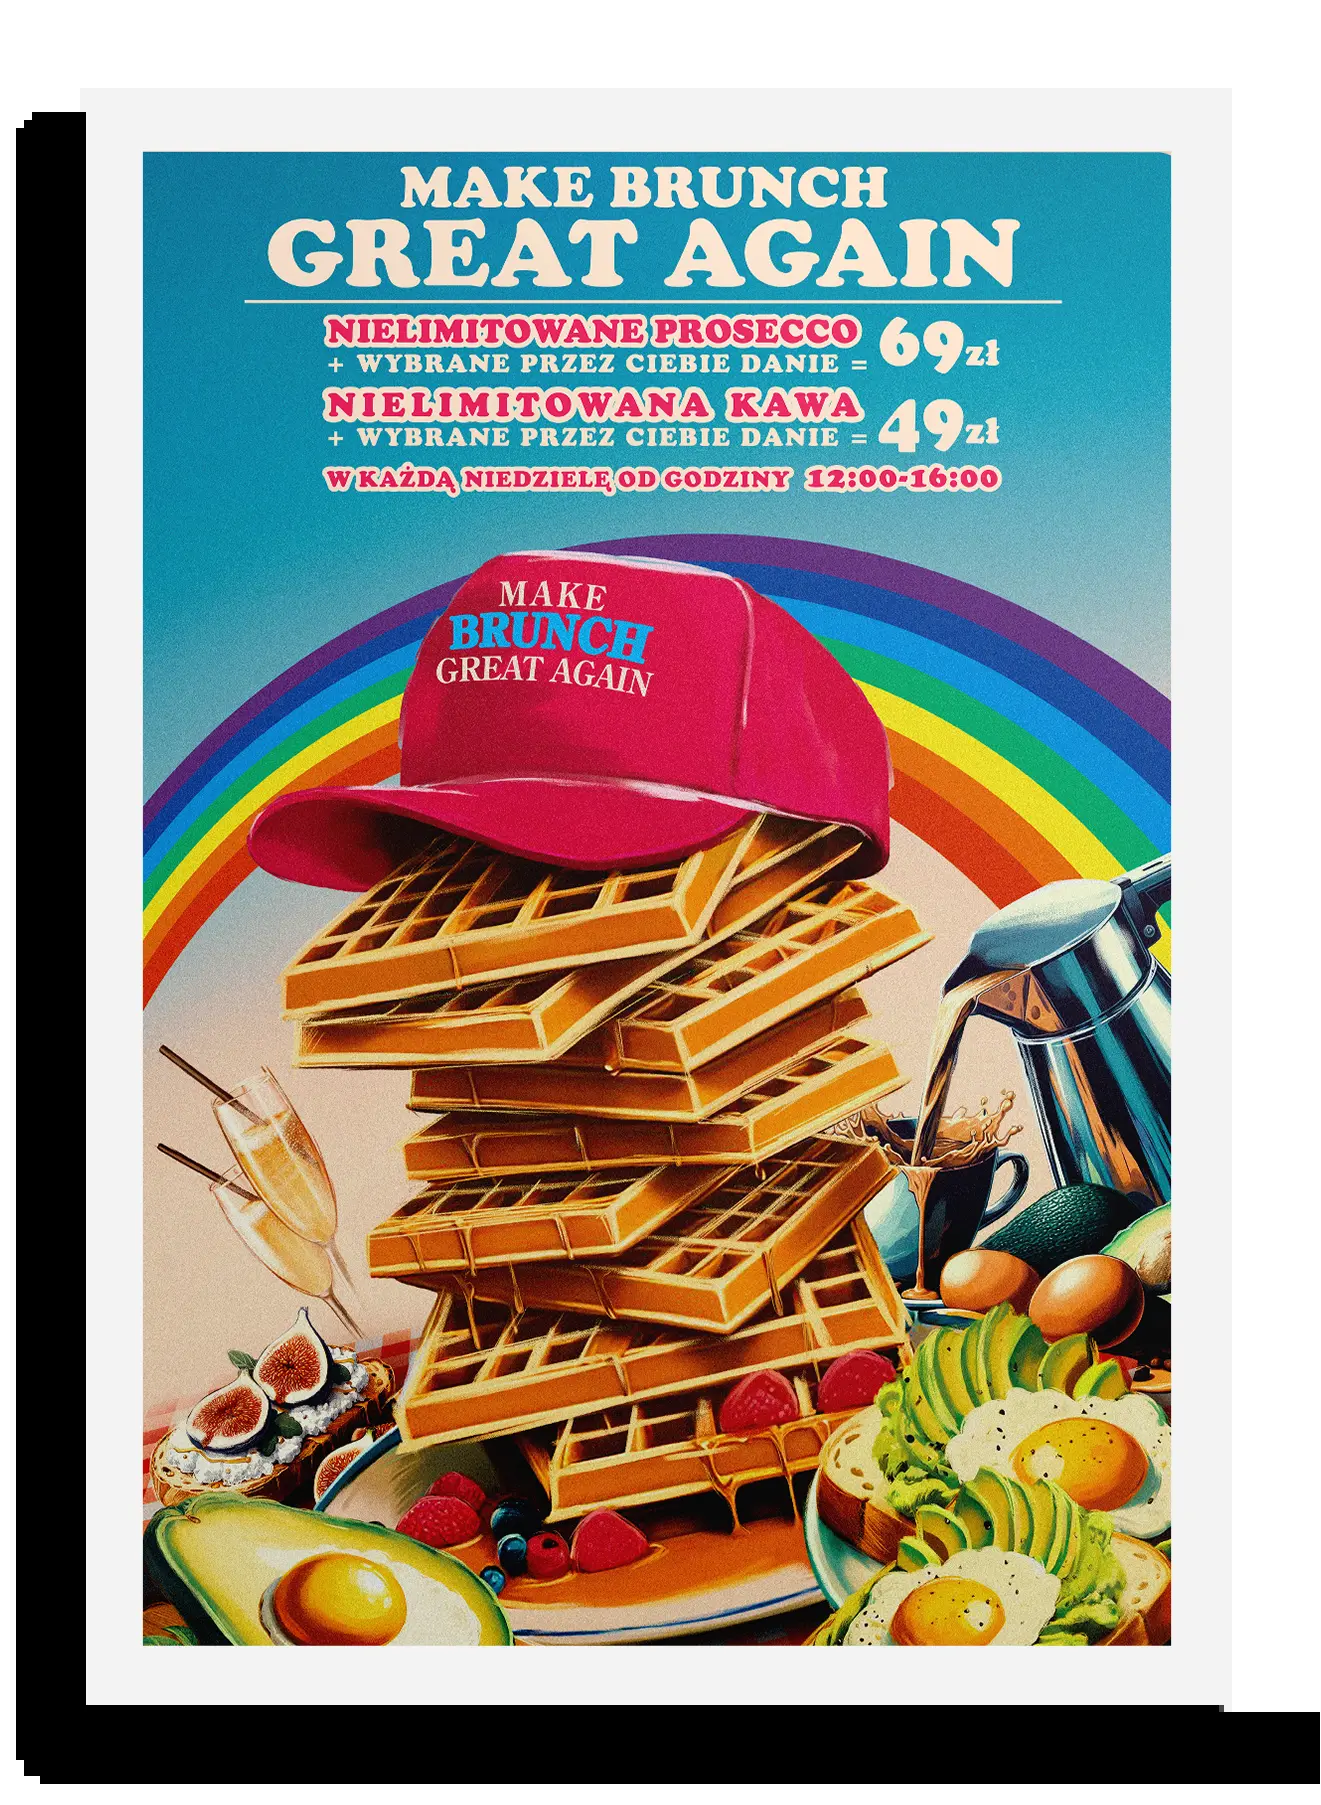 MAKE BRUNCH
GREAT AGAIN
NIELIMITOWANE PROSECCO
+ WYBRANE PRZEZ CIEBIE DANIE = 69zł
NIELIMITOWANA KAWA
+ WYBRANE PRZEZ CIEBIE DANIE = 49zł
W KAŻDĄ NIEDZIELĘ OD GODZINY 12:00-16:00
MAKE
BRUNCH
GREAT AGAIN